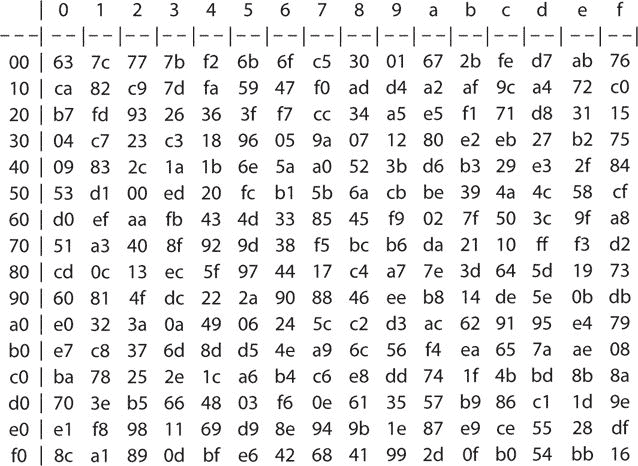 | 0 | 1 | 2 | 3 | 4 | 5 | 6 | 7 | 8 | 9 | a | b | c | d | e | f
---|---|---|---|---|---|---|---|---|---|---|---|---|---|---|---|---
00 | 63 7c 77 7b f2 6b 6f c5 30 01 67 2b fe d7 ab 76
10 | ca 82 c9 7d fa 59 47 f0 ad d4 a2 af 9c a4 72 c0
20 | b7 fd 93 26 36 3f f7 cc 34 a5 e5 f1 71 d8 31 15
30 | 04 c7 23 c3 18 96 05 9a 07 12 80 e2 eb 27 b2 75
40 | 09 83 2c 1a 1b 6e 5a a0 52 3b d6 b3 29 e3 2f 84
50 | 53 d1 00 ed 20 fc b1 5b 6a cb be 39 4a 4c 58 cf
60 | d0 ef aa fb 43 4d 33 85 45 f9 02 7f 50 3c 9f a8
70 | 51 a3 40 8f 92 9d 38 f5 bc b6 da 21 10 ff f3 d2
80 | cd 0c 13 ec 5f 97 44 17 c4 a7 7e 3d 64 5d 19 73
90 | 60 81 4f dc 22 2a 90 88 46 ee b8 14 de 5e 0b db
a0 | e0 32 3a 0a 49 06 24 5c c2 d3 ac 62 91 95 e4 79
b0 | e7 c8 37 6d 8d d5 4e a9 6c 56 f4 ea 65 7a ae 08
c0 | ba 78 25 2e 1c a6 b4 c6 e8 dd 74 1f 4b bd 8b 8a
d0 | 70 3e b5 66 48 03 f6 0e 61 35 57 b9 86 c1 1d 9e
e0 | e1 f8 98 11 69 d9 8e 94 9b 1e 87 e9 ce 55 28 df
f0 | 8c a1 89 0d bf e6 42 68 41 99 2d 0f b0 54 bb 16